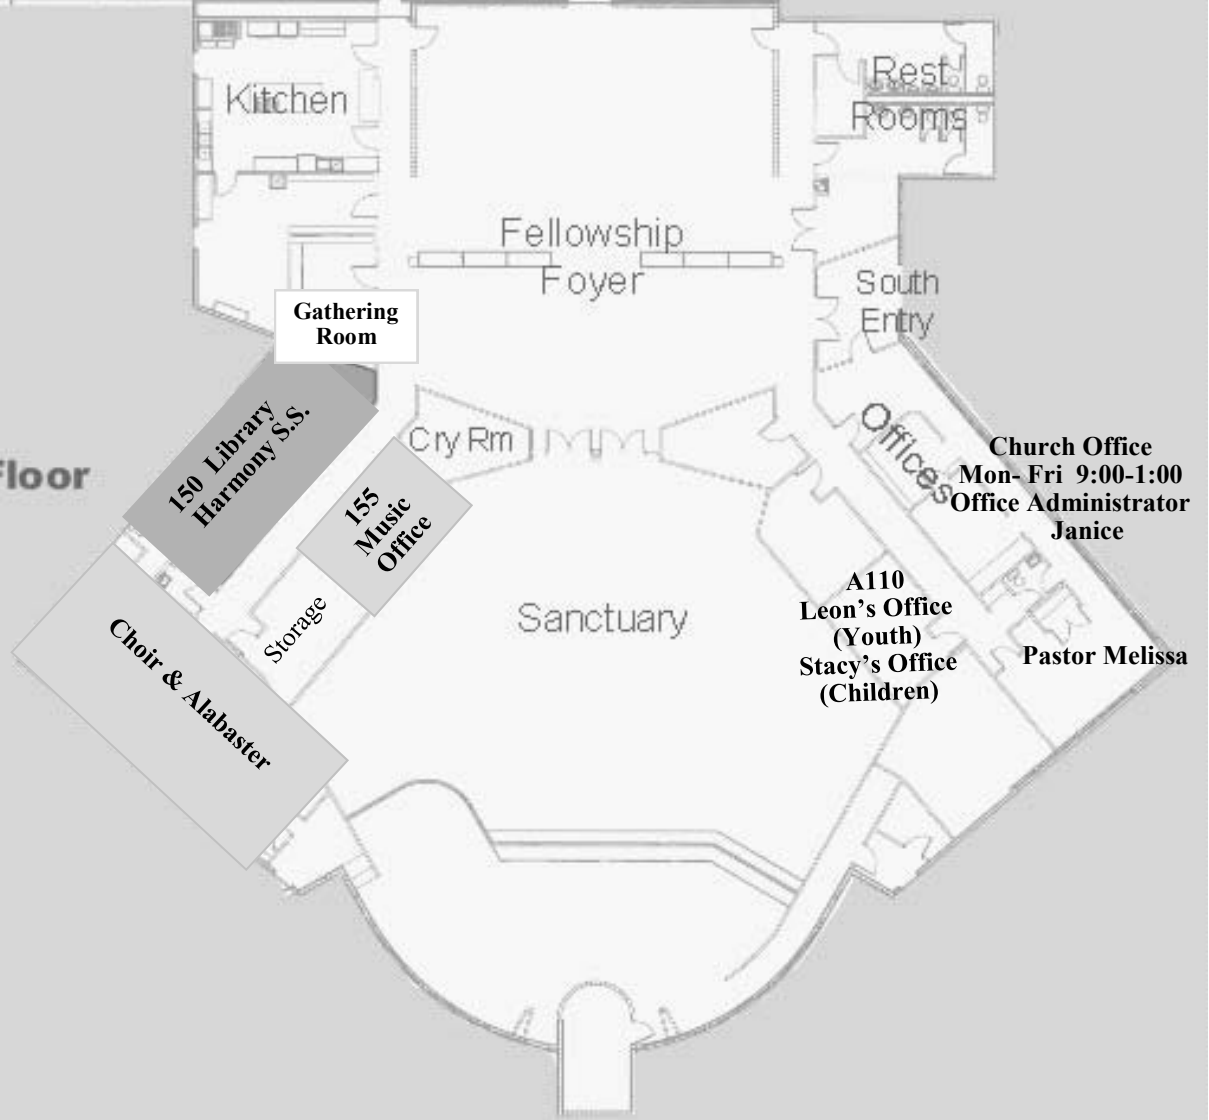 Kitchen
Rest
Rooms
Fellowship
Foyer
South
Entry
Gathering
Room
150 Library
Harmony S.S.
Cry Rm
Offices
Church Office
Mon- Fri 9:00-1:00
Office Administrator
Janice
Floor
155
Music
Office
A110
Leon's Office
(Youth)
Stacy's Office
(Children)
Storage
Sanctuary
Pastor Melissa
Choir & Alabaster